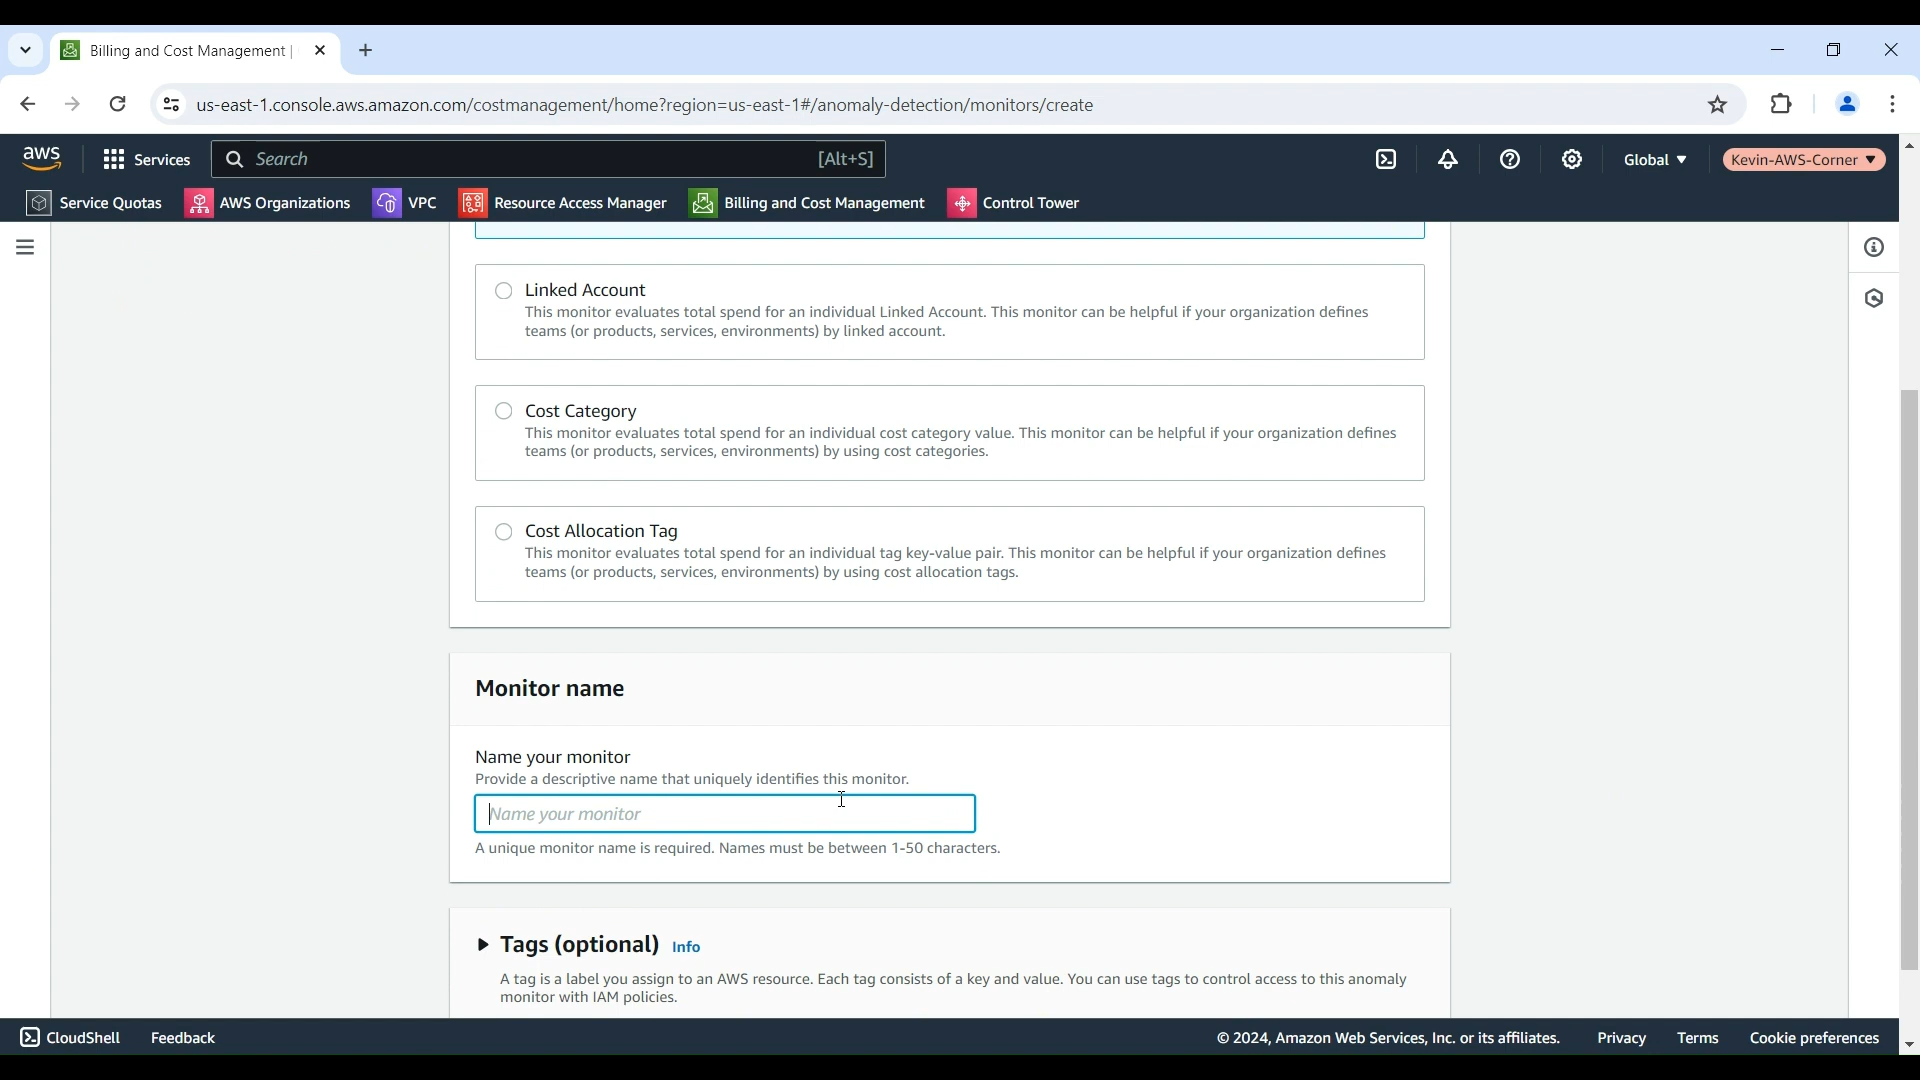 Billing and Cost Management |
us-east-1.console.aws.amazon.com/costmanagement/home?region=us-east-1#/anomaly-detection/monitors/create
aws Services Search [Alt+S] Global Kevin-AWS-Corner
Service Quotas AWS Organizations VPC Resource Access Manager Billing and Cost Management Control Tower
Linked Account
This monitor evaluates total spend for an individual Linked Account. This monitor can be helpful if your organization defines
teams (or products, services, environments) by linked account.
Cost Category
This monitor evaluates total spend for an individual cost category value. This monitor can be helpful if your organization defines
teams (or products, services, environments) by using cost categories.
Cost Allocation Tag
This monitor evaluates total spend for an individual tag key-value pair. This monitor can be helpful if your organization defines
teams (or products, services, environments) by using cost allocation tags.
Monitor name
Name your monitor
Provide a descriptive name that uniquely identifies this monitor.
Name your monitor
A unique monitor name is required. Names must be between 1-50 characters.
Tags (optional) Info
A tag is a label you assign to an AWS resource. Each tag consists of a key and value. You can use tags to control access to this anomaly
monitor with IAM policies.
CloudShell Feedback © 2024, Amazon Web Services, Inc. or its affiliates. Privacy Terms Cookie preferences